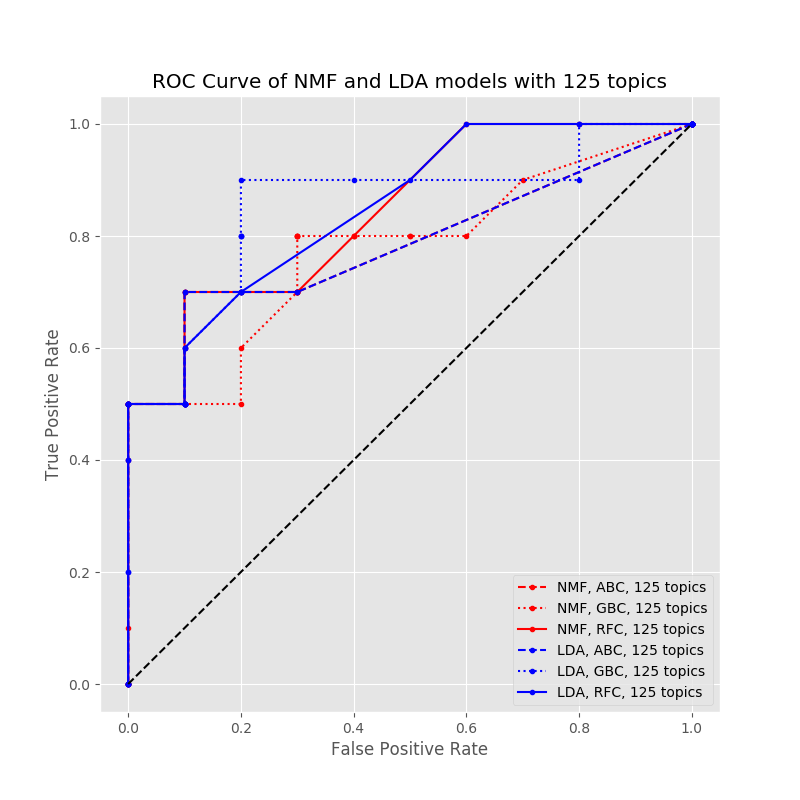 ROC Curve of NMF and LDA models with 125 topics
True Positive Rate
1.0
0.8
0.6
0.4
0.2
0.0
0.0 0.2 0.4 0.6 0.8 1.0
False Positive Rate
NMF, ABC, 125 topics
NMF, GBC, 125 topics
NMF, RFC, 125 topics
LDA, ABC, 125 topics
LDA, GBC, 125 topics
LDA, RFC, 125 topics